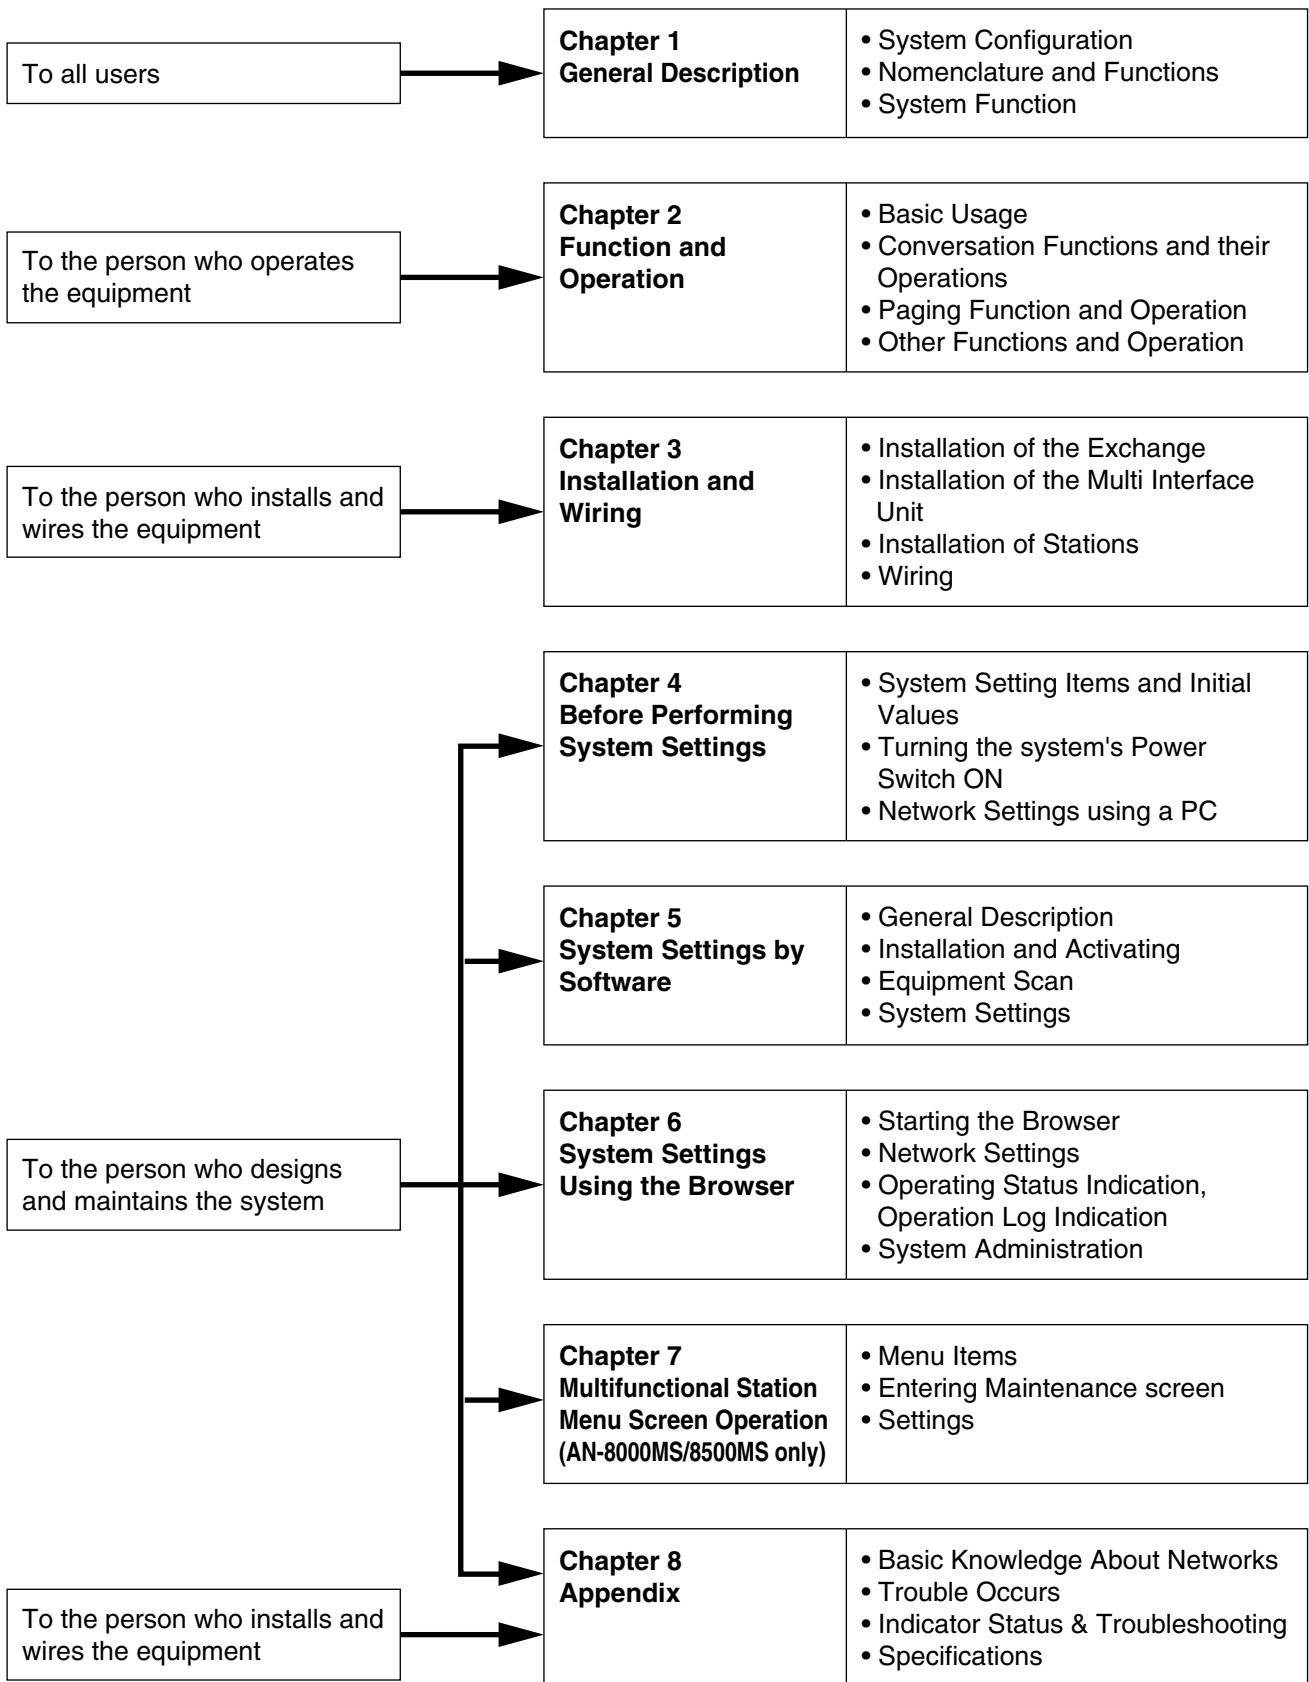 To all users
Chapter 1
General Description
• System Configuration
• Nomenclature and Functions
• System Function
To the person who operates
the equipment
Chapter 2
Function and
Operation
• Basic Usage
• Conversation Functions and their
Operations
• Paging Function and Operation
• Other Functions and Operation
To the person who installs and
wires the equipment
Chapter 3
Installation and
Wiring
• Installation of the Exchange
• Installation of the Multi Interface
Unit
• Installation of Stations
• Wiring
To the person who designs
and maintains the system
Chapter 4
Before Performing
System Settings
• System Setting Items and Initial
Values
• Turning the system's Power
Switch ON
• Network Settings using a PC
Chapter 5
System Settings by
Software
• General Description
• Installation and Activating
• Equipment Scan
• System Settings
Chapter 6
System Settings
Using the Browser
• Starting the Browser
• Network Settings
• Operating Status Indication,
Operation Log Indication
• System Administration
Chapter 7
Multifunctional Station
Menu Screen Operation
(AN-8000MS/8500MS only)
• Menu Items
• Entering Maintenance screen
• Settings
To the person who installs and
wires the equipment
Chapter 8
Appendix
• Basic Knowledge About Networks
• Trouble Occurs
• Indicator Status & Troubleshooting
• Specifications